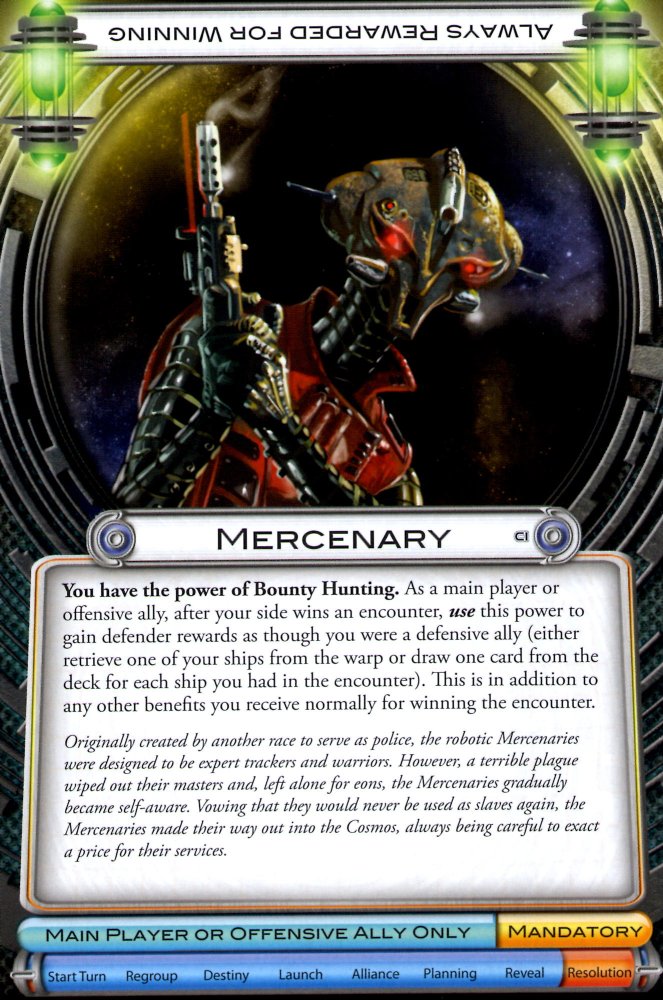 Always Rewarded for Winning
Mercenary
CI
You have the power of Bounty Hunting. As a main player or
offensive ally, after your side wins an encounter, use this power to
gain defender rewards as though you were a defensive ally (either
retrieve one of your ships from the warp or draw one card from the
deck for each ship you had in the encounter). This is in addition to
any other benefits you receive normally for winning the encounter.
Originally created by another race to serve as police, the robotic Mercenaries
were designed to be expert trackers and warriors. However, a terrible plague
wiped out their masters and, left alone for eons, the Mercenaries gradually
became self-aware. Vowing that they would never be used as slaves again, the
Mercenaries made their way out into the Cosmos, always being careful to exact
a price for their services.
Main Player or Offensive Ally Only Mandatory
Start Turn Regroup Destiny Launch Alliance Planning Reveal Resolution